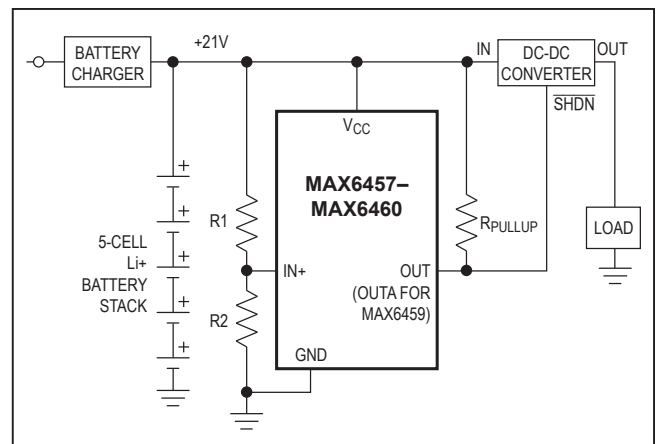 BATTERY
CHARGER
+21V
IN
DC-DC
CONVERTER
OUT
SHDN
VCC
MAX6457–
MAX6460
R1
RPULLUP
LOAD
+
+
+
+
+
5-CELL
Li+
BATTERY
STACK
IN+
OUT
(OUTA FOR
MAX6459)
R2
GND